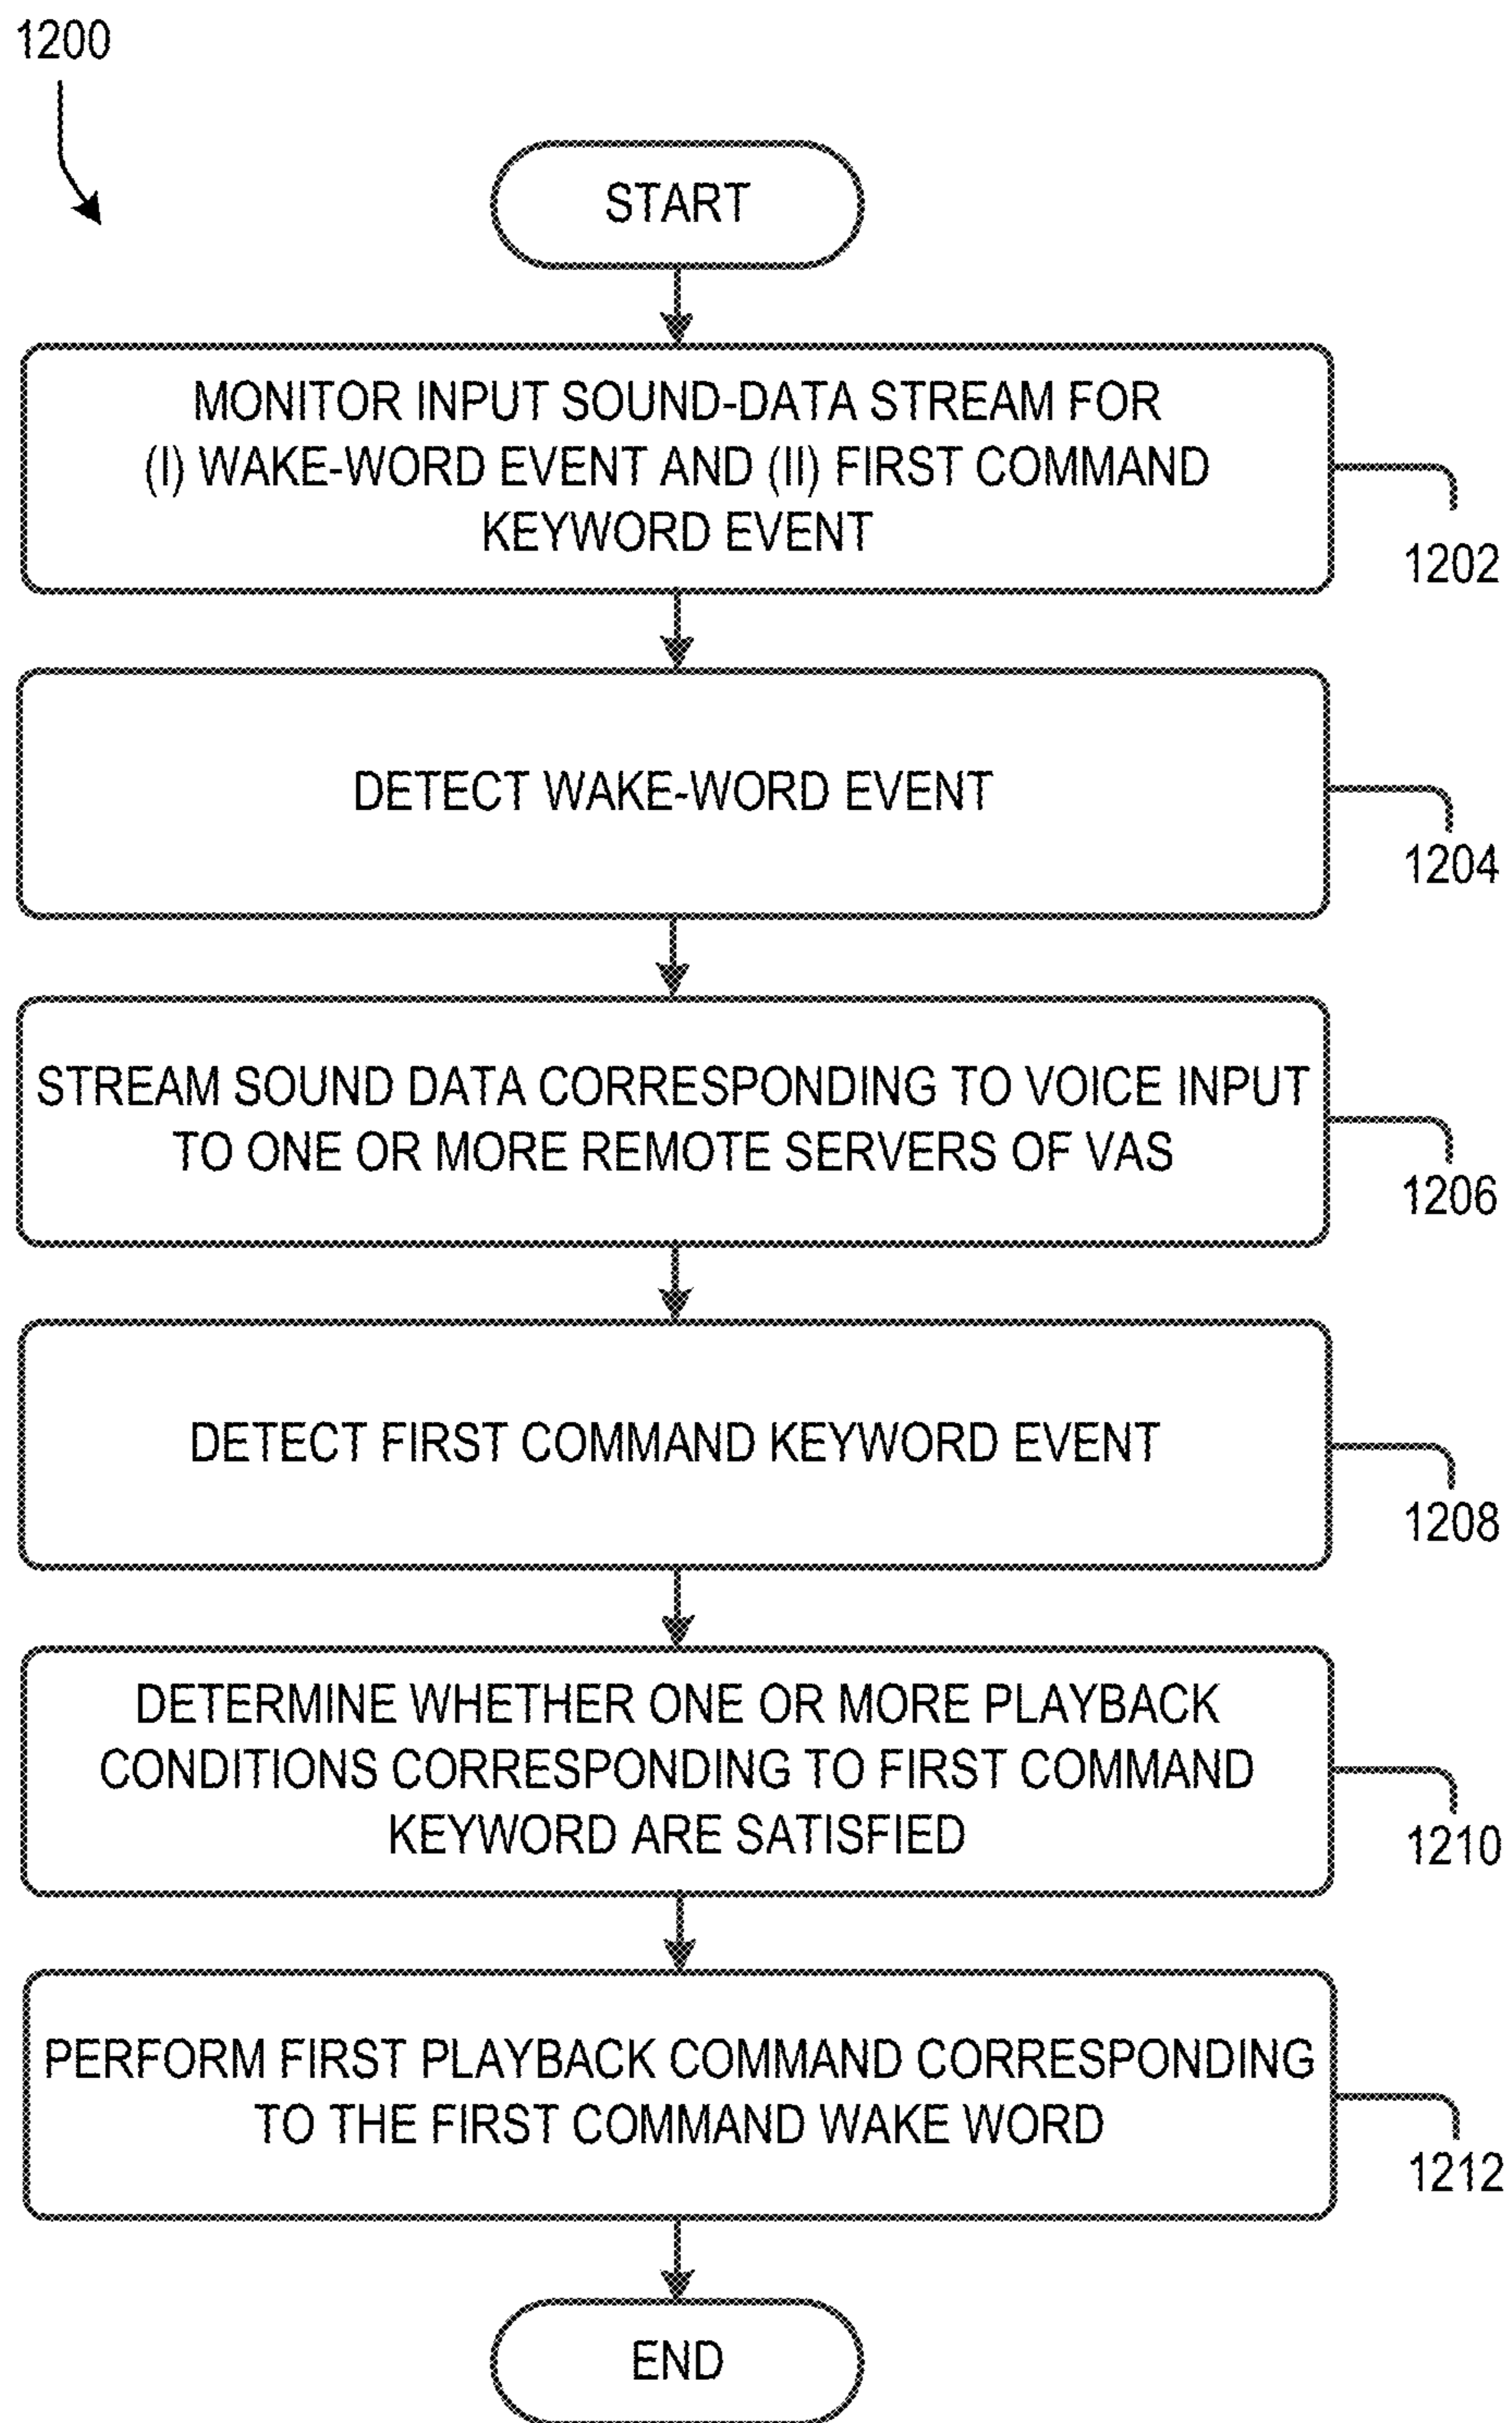 1200
START
MONITOR INPUT SOUND-DATA STREAM FOR
(I) WAKE-WORD EVENT AND (II) FIRST COMMAND
KEYWORD EVENT
1202
DETECT WAKE-WORD EVENT
1204
STREAM SOUND DATA CORRESPONDING TO VOICE INPUT
TO ONE OR MORE REMOTE SERVERS OF VAS
1206
DETECT FIRST COMMAND KEYWORD EVENT
1208
DETERMINE WHETHER ONE OR MORE PLAYBACK
CONDITIONS CORRESPONDING TO FIRST COMMAND
KEYWORD ARE SATISFIED
1210
PERFORM FIRST PLAYBACK COMMAND CORRESPONDING
TO THE FIRST COMMAND WAKE WORD
1212
END